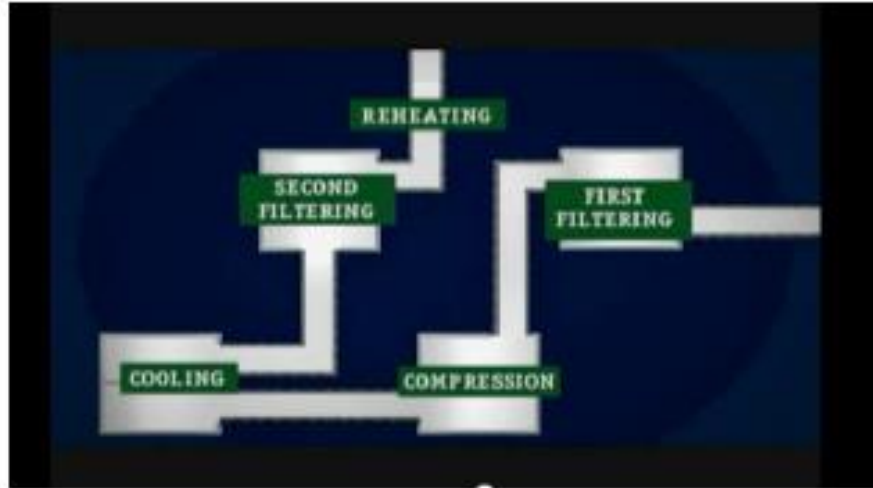 REHEATING
SECOND
FILTERING
FIRST
FILTERING
COOLING
COMPRESSION